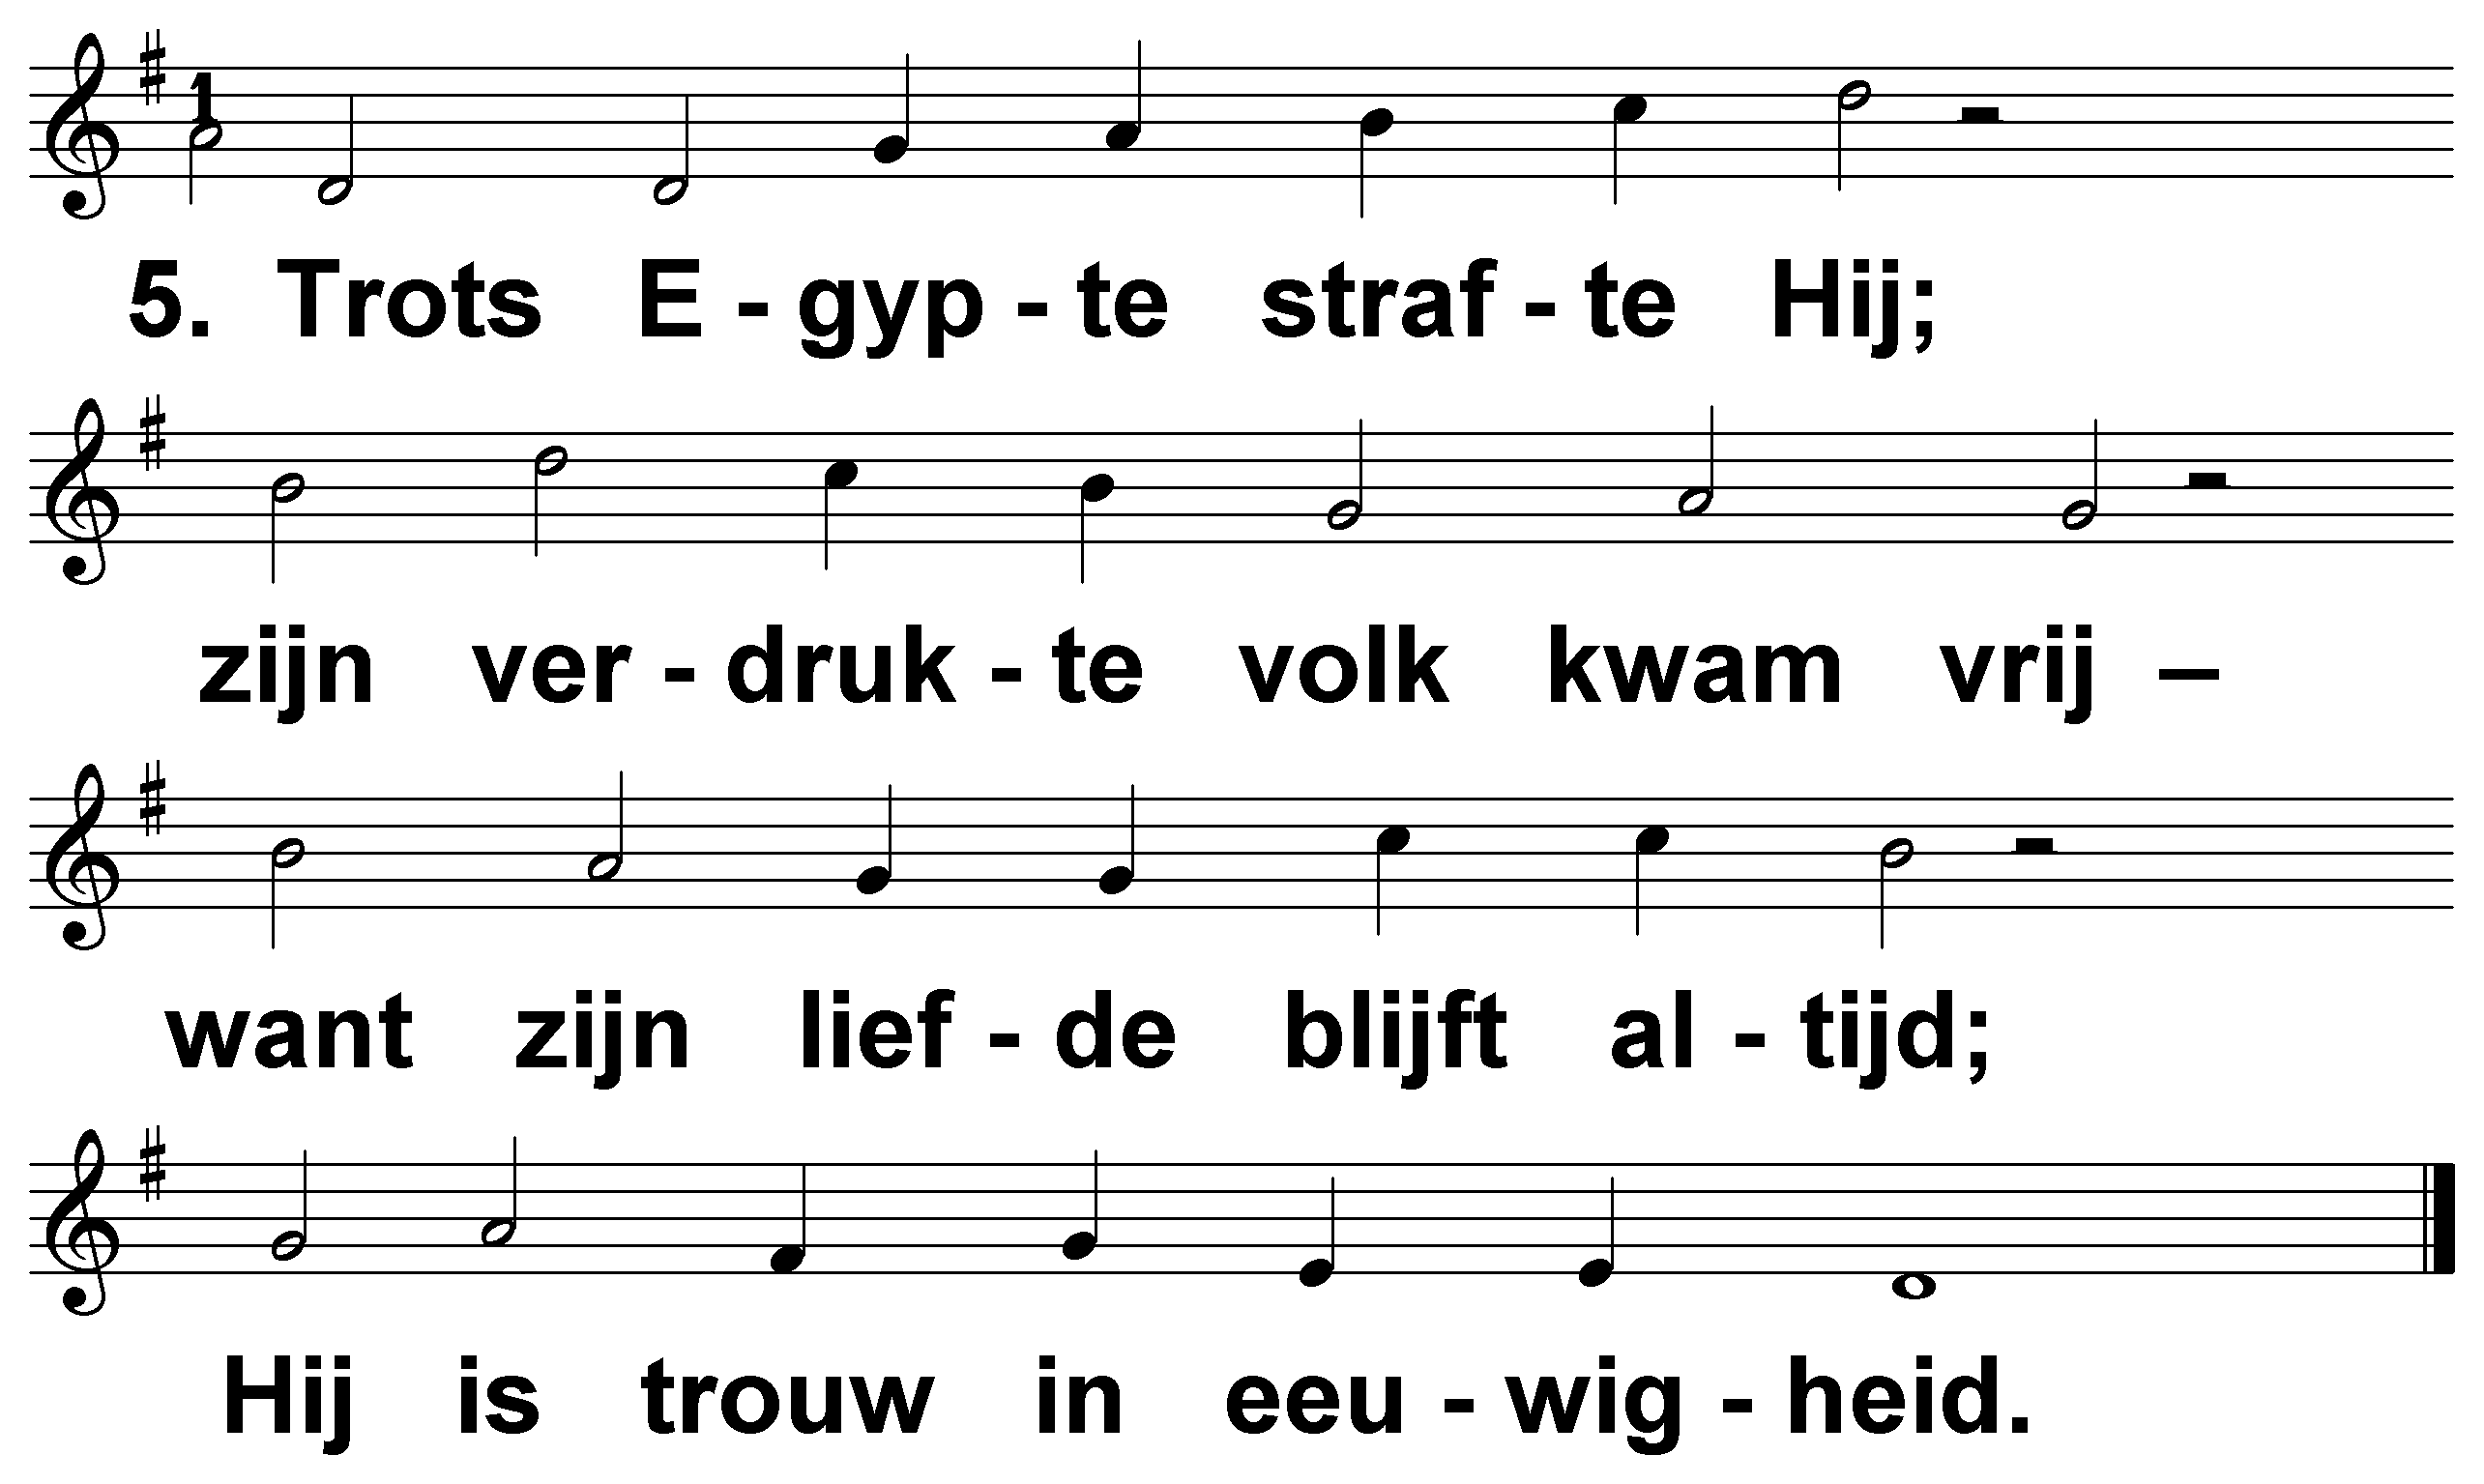 1
5. Trots E - gyp - te straf - te Hij;
zijn ver - druk - te volk kwam vrij –
want zijn lief - de blijft al - tijd;
Hij is trouw in eeu - wig - heid.